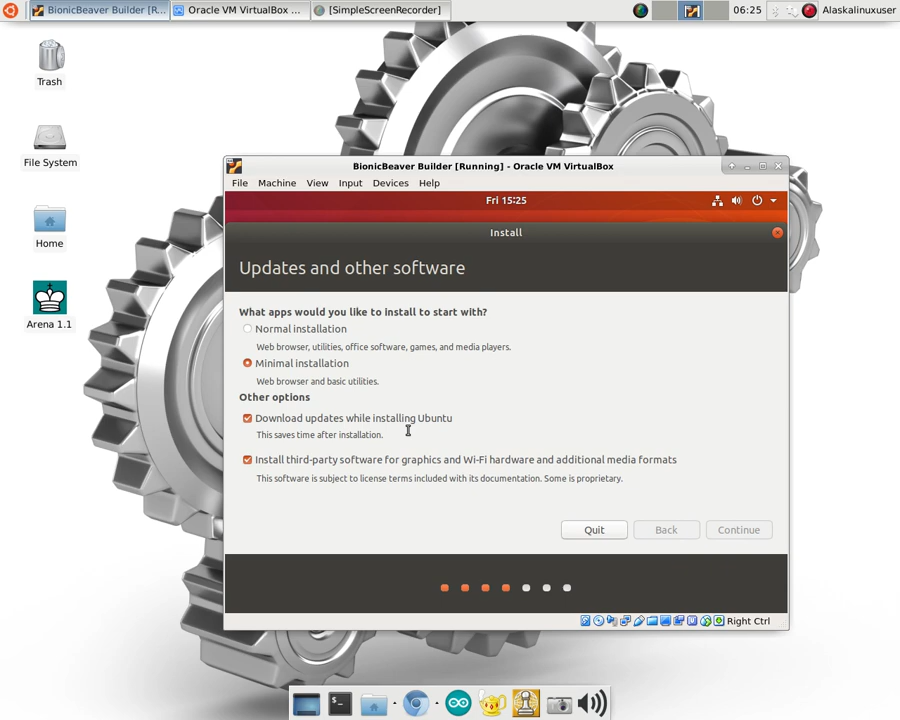 BionicBeaver Builder [R...
Oracle VM VirtualBox ...
[SimpleScreenRecorder]
06:25
Alaskalinuxuser
Trash
File System
Home
Arena 1.1
BionicBeaver Builder [Running] - Oracle VM VirtualBox
File Machine View Input Devices Help
Fri 15:25
Install
Updates and other software
What apps would you like to install to start with?
Normal installation
Web browser, utilities, office software, games, and media players.
Minimal installation
Web browser and basic utilities.
Other options
Download updates while installing Ubuntu
This saves time after installation.
Install third-party software for graphics and Wi-Fi hardware and additional media formats
This software is subject to license terms included with its documentation. Some is proprietary.
Quit Back Continue
Right Ctrl